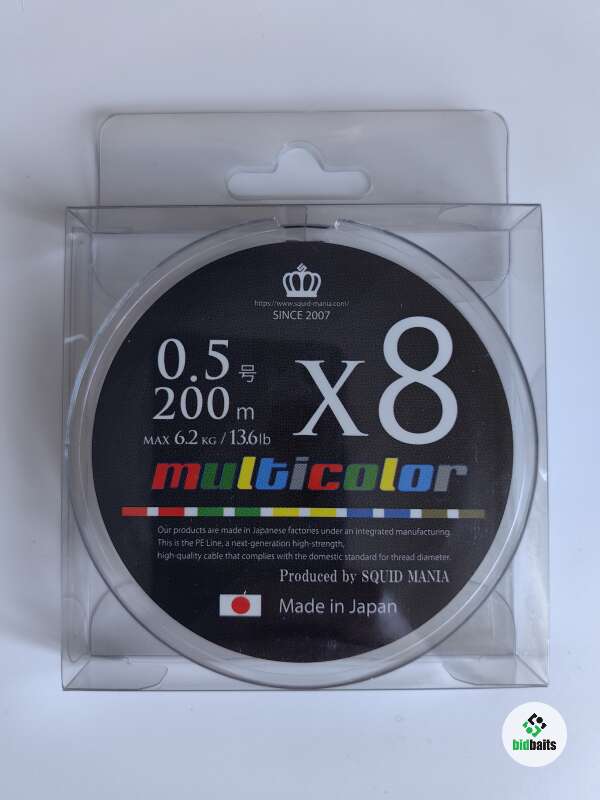 https://www.squid-mania.com/
SINCE 2007
0.5号
200m
X8
MAX 6.2 KG / 13.6lb
multicolor
Our products are made in Japanese factories under an integrated manufacturing.
This is the PE Line, a next-generation high-strength,
high-quality cable that complies with the domestic standard for thread diameter.
Produced by SQUID MANIA
Made in Japan
bidbaits